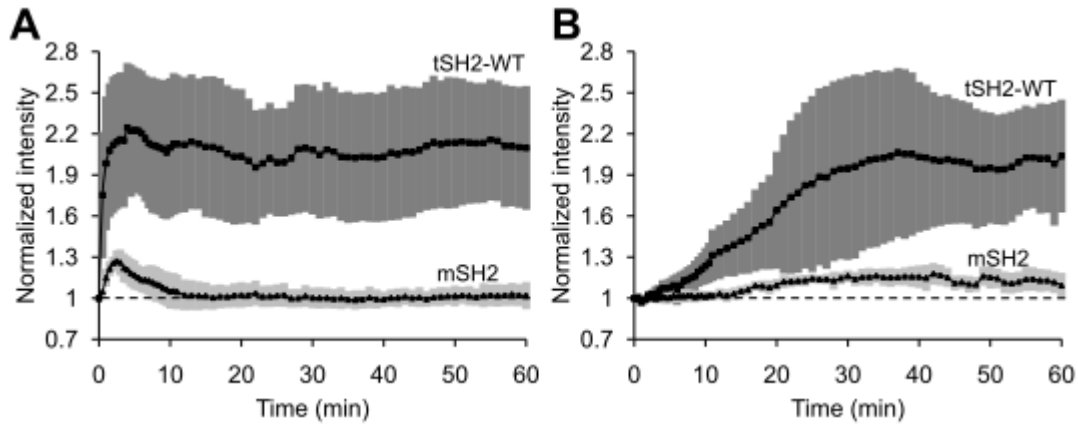 A
B
2.8
2.5
2.2
1.9
1.6
1.3
1
0.7
Normalized intensity
tSH2-WT
mSH2
0 10 20 30 40 50 60
Time (min)
2.8
2.5
2.2
1.9
1.6
1.3
1
0.7
Normalized intensity
tSH2-WT
mSH2
0 10 20 30 40 50 60
Time (min)